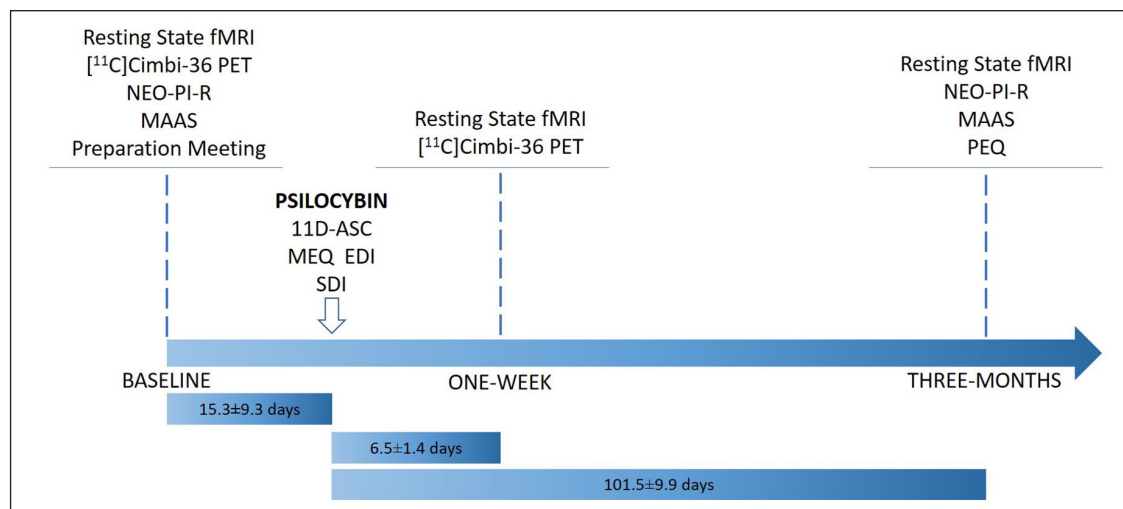 Resting State fMRI
[¹¹C]Cimbi-36 PET
NEO-PI-R
MAAS
Preparation Meeting
PSILOCYBIN
11D-ASC
MEQ EDI
SDI
Resting State fMRI
[¹¹C]Cimbi-36 PET
Resting State fMRI
NEO-PI-R
MAAS
PEQ
BASELINE
ONE-WEEK
THREE-MONTHS
15.3±9.3 days
6.5±1.4 days
101.5±9.9 days